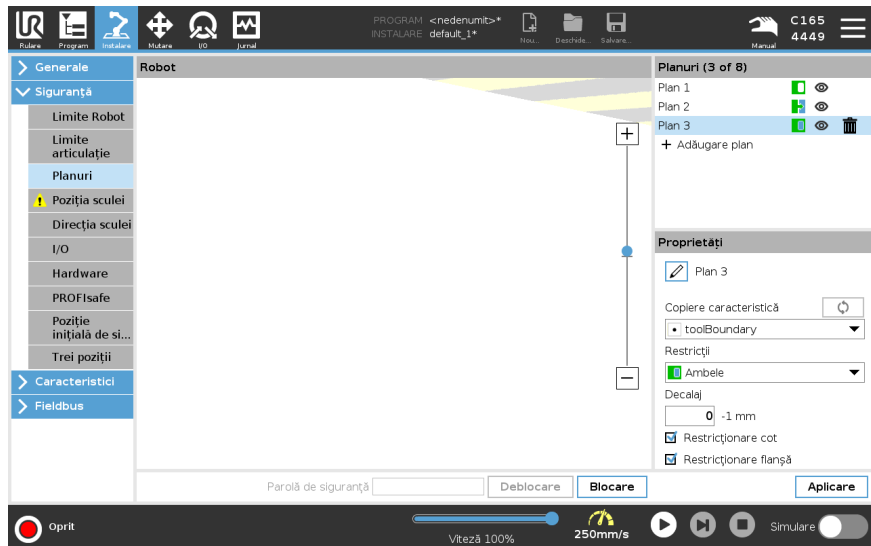 PROGRAM <nedenumit>*
INSTALARE default_1*
Rulare
Program
Instalare
Mutare
I/O
Jurnal
Nou...
Deschide...
Salvare...
Manual
C165
4449
Generale
Siguranță
Limite Robot
Limite
articulație
Planuri
Poziția sculei
Direcția sculei
I/O
Hardware
PROFIsafe
Poziție
inițială de si...
Trei poziții
Caracteristici
Fieldbus
Robot
Planuri (3 of 8)
Plan 1
Plan 2
Plan 3
+ Adăugare plan
Proprietăți
Plan 3
Copiere caracteristică
toolBoundary
Restricții
Ambele
Decalaj
0 -1 mm
Restricționare cot
Restricționare flanșă
Parolă de siguranță
Deblocare
Blocare
Aplicare
Oprit
Viteză 100%
250mm/s
Simulare